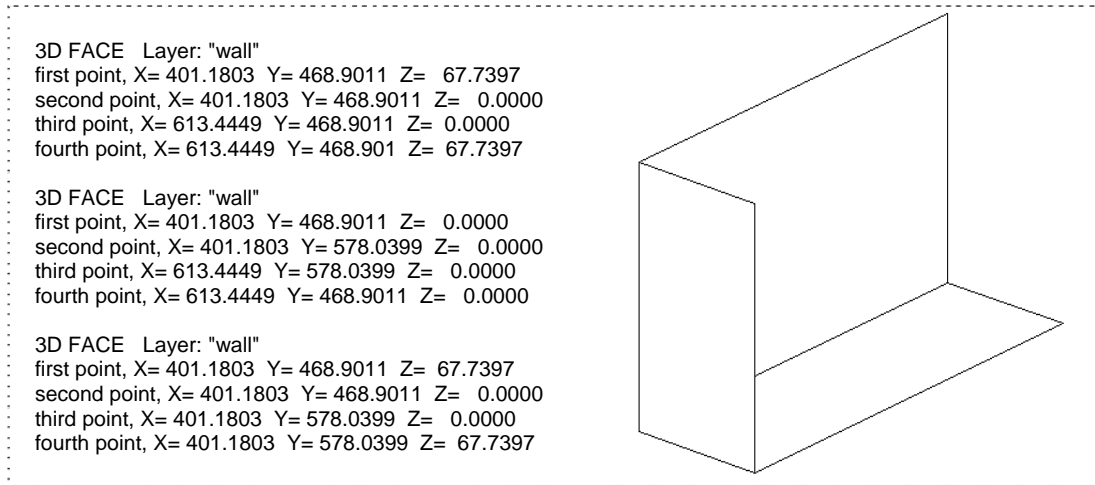 3D FACE Layer: "wall"
first point, X= 401.1803 Y= 468.9011 Z= 67.7397
second point, X= 401.1803 Y= 468.9011 Z= 0.0000
third point, X= 613.4449 Y= 468.9011 Z= 0.0000
fourth point, X= 613.4449 Y= 468.901 Z= 67.7397
3D FACE Layer: "wall"
first point, X= 401.1803 Y= 468.9011 Z= 0.0000
second point, X= 401.1803 Y= 578.0399 Z= 0.0000
third point, X= 613.4449 Y= 578.0399 Z= 0.0000
fourth point, X= 613.4449 Y= 468.9011 Z= 0.0000
3D FACE Layer: "wall"
first point, X= 401.1803 Y= 468.9011 Z= 67.7397
second point, X= 401.1803 Y= 468.9011 Z= 0.0000
third point, X= 401.1803 Y= 578.0399 Z= 0.0000
fourth point, X= 401.1803 Y= 578.0399 Z= 67.7397